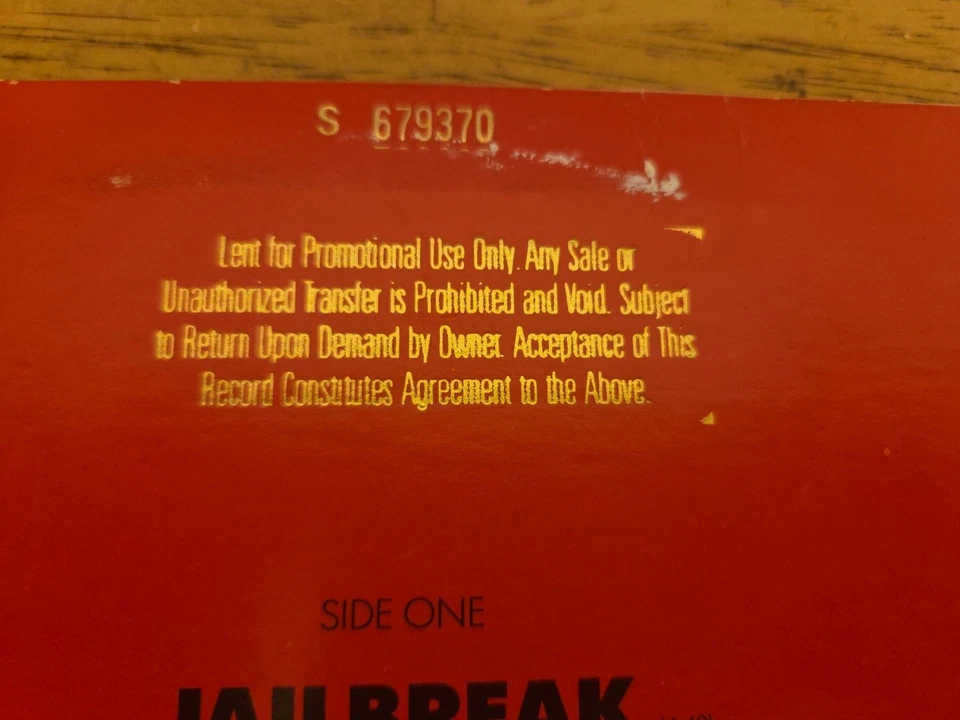 S 679370
Lent for Promotional Use Only. Any Sale or
Unauthorized Transfer is Prohibited and Void. Subject
to Return Upon Demand by Owner. Acceptance of This
Record Constitutes Agreement to the Above.
SIDE ONE
JAILBREAK